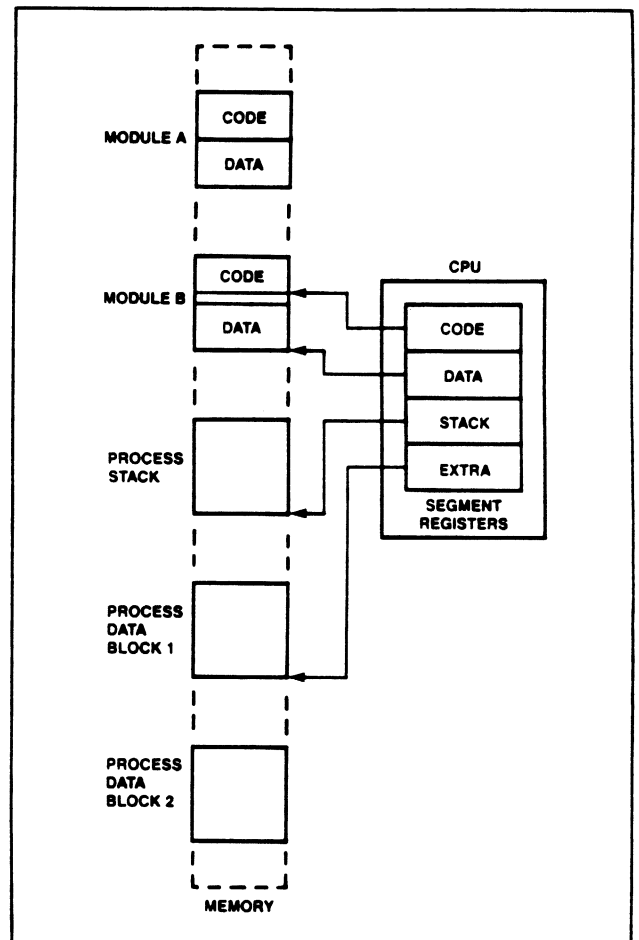 CODE
MODULE A
DATA
CPU
CODE
MODULE B
DATA
CODE
DATA
STACK
EXTRA
SEGMENT
REGISTERS
PROCESS
STACK
PROCESS
DATA
BLOCK 1
PROCESS
DATA
BLOCK 2
MEMORY